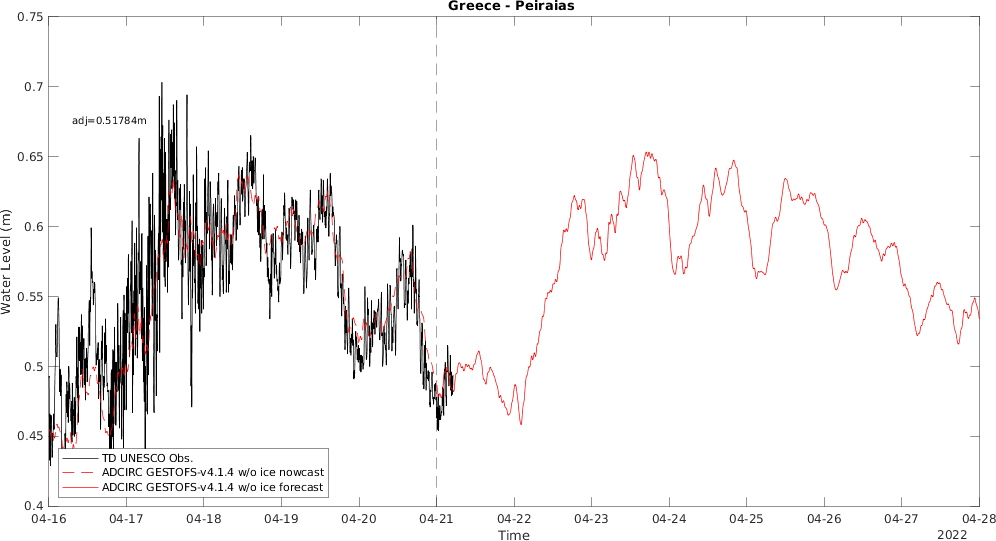 Greece - Peiraias
0.75
0.7
0.65
0.6
0.55
0.5
0.45
0.4
Water Level (m)
adj=0.51784m
TD UNESCO Obs.
ADCIRC GESTOFS-v4.1.4 w/o ice nowcast
ADCIRC GESTOFS-v4.1.4 w/o ice forecast
04-16 04-17 04-18 04-19 04-20 04-21 04-22 04-23 04-24 04-25 04-26 04-27 04-28
Time
2022